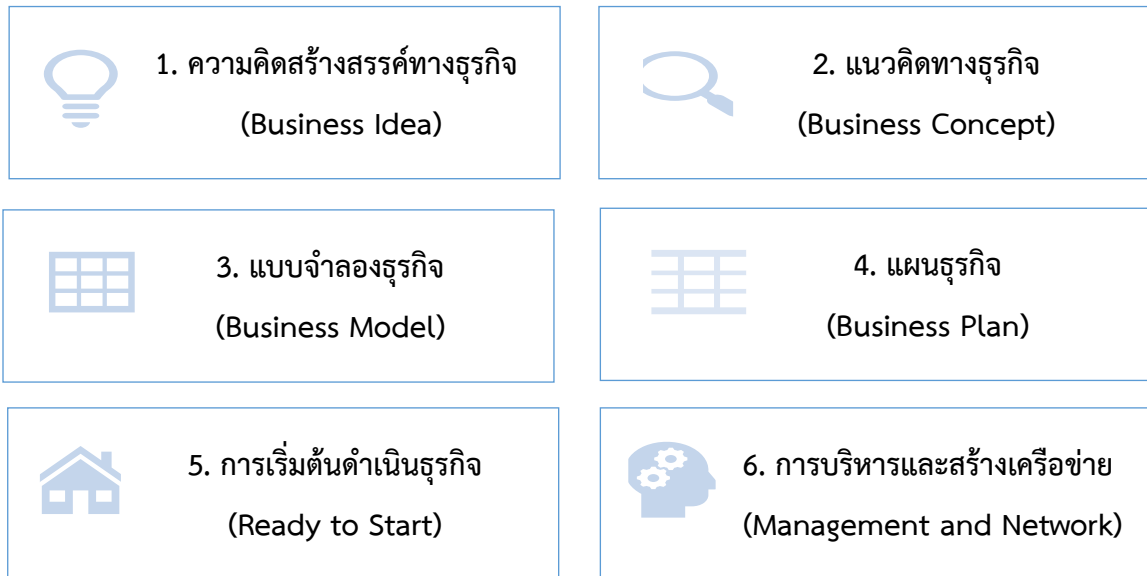 1. ความคิดสร้างสรรค์ทางธุรกิจ
(Business Idea)
2. แนวคิดทางธุรกิจ
(Business Concept)
3. แบบจำลองธุรกิจ
(Business Model)
4. แผนธุรกิจ
(Business Plan)
5. การเริ่มต้นดำเนินธุรกิจ
(Ready to Start)
6. การบริหารและสร้างเครือข่าย
(Management and Network)